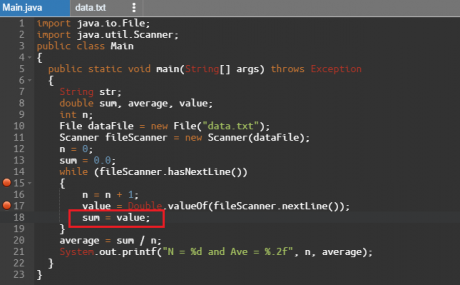 Main.java data.txt ⋮
1 import java.io.File;
2 import java.util.Scanner;
3 public class Main
4 {
5 public static void main(String[] args) throws Exception
6 {
7 String str;
8 double sum, average, value;
9 int n;
10 File dataFile = new File("data.txt");
11 Scanner fileScanner = new Scanner(dataFile);
12 n = 0;
13 sum = 0.0;
14 while (fileScanner.hasNextLine())
15 {
16 n = n + 1;
17 value = Double.valueOf(fileScanner.nextLine());
18 sum = value;
19 }
20 average = sum / n;
21 System.out.printf("N = %d and Ave = %.2f", n, average);
22 }
23 }